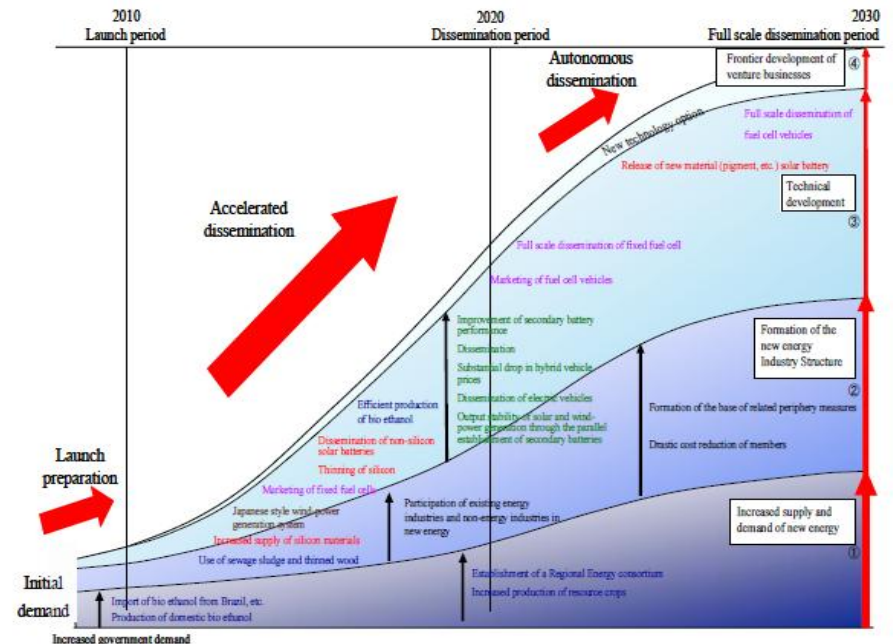 2010
Launch period
2020
Dissemination period
2030
Full scale dissemination period
Frontier development of
venture businesses
④
Autonomous
dissemination
New technology option
Full scale dissemination of
fuel cell vehicles
Release of new material (pigment, etc.) solar battery
Technical
development
③
Accelerated
dissemination
Full scale dissemination of fixed fuel cell
Marketing of fuel cell vehicles
Improvement of secondary battery
performance
Dissemination
Substantial drop in hybrid vehicle
prices
Dissemination of electric vehicles
Output stability of solar and wind-
power generation through the parallel
establishment of secondary batteries
Formation of the
new energy
Industry Structure
②
Efficient production
of bio ethanol
Formation of the base of related periphery measures
Drastic cost reduction of members
Dissemination of non-silicon
solar batteries
Thinning of silicon
Marketing of fixed fuel cells
Launch
preparation
Japanese style wind-power
generation system
Increased supply of silicon materials
Use of sewage sludge and thinned wood
Participation of existing energy
industries and non-energy industries in
new energy
Increased supply and
demand of new energy
①
Initial
demand
Establishment of a Regional Energy consortium
Increased production of resource crops
Import of bio ethanol from Brazil, etc.
Production of domestic bio ethanol
Increased government demand